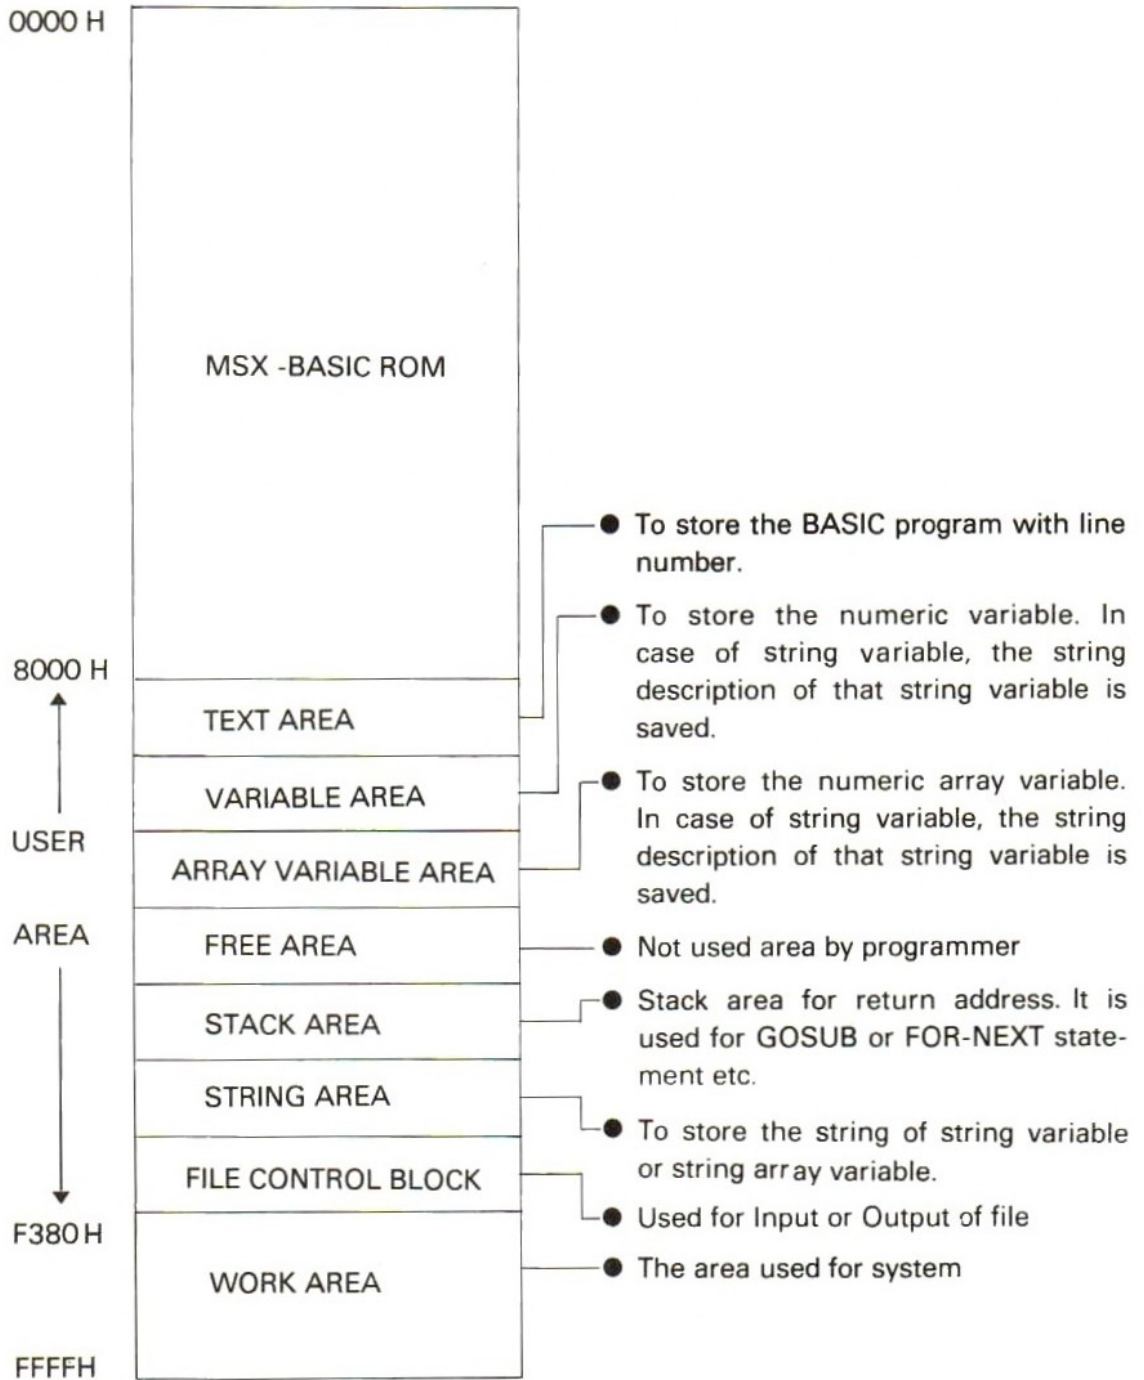 0000 H
MSX -BASIC ROM
8000 H
USER
AREA
F380 H
FFFFH
TEXT AREA
VARIABLE AREA
ARRAY VARIABLE AREA
FREE AREA
STACK AREA
STRING AREA
FILE CONTROL BLOCK
WORK AREA
● To store the BASIC program with line
number.
● To store the numeric variable. In
case of string variable, the string
description of that string variable is
saved.
● To store the numeric array variable.
In case of string variable, the string
description of that string variable is
saved.
● Not used area by programmer
● Stack area for return address. It is
used for GOSUB or FOR-NEXT state-
ment etc.
● To store the string of string variable
or string array variable.
● Used for Input or Output of file
● The area used for system